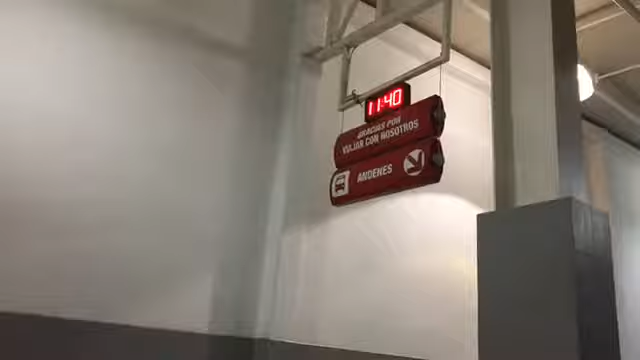 11:40
GRACIAS POR
VIAJAR CON NOSOTROS
ANDENES